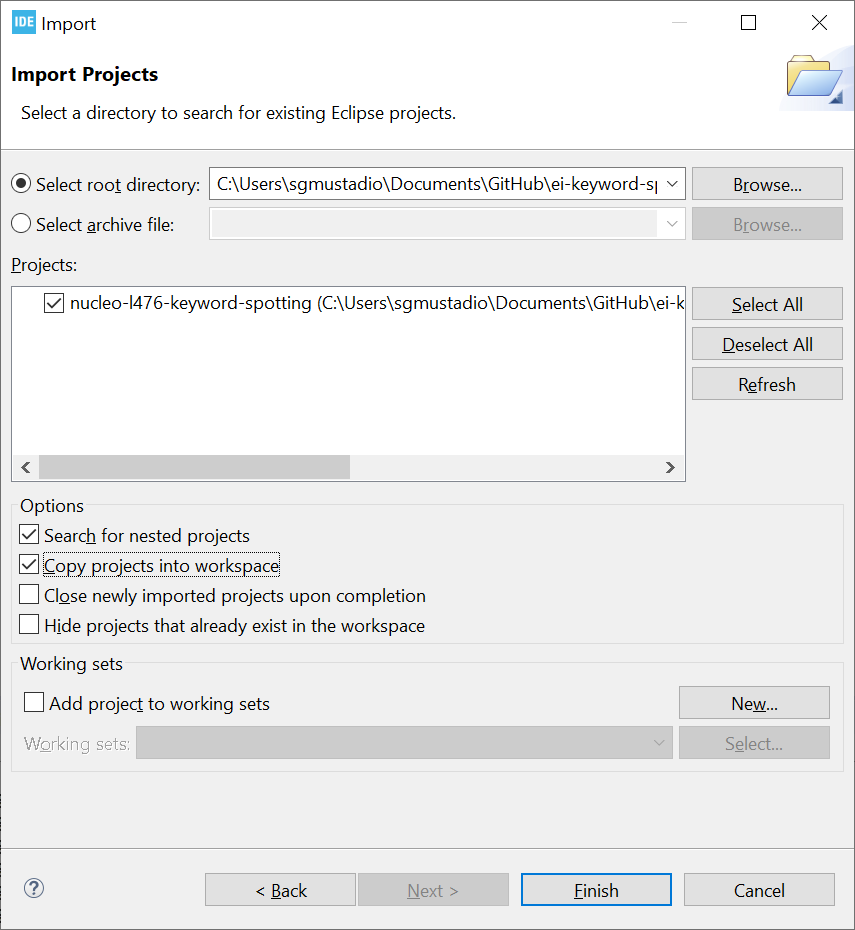 IDE Import
Import Projects
Select a directory to search for existing Eclipse projects.
Select root directory: C:\Users\sgmustadio\Documents\GitHub\ei-keyword-sp Browse...
Select archive file: Browse...
Projects:
nucleo-l476-keyword-spotting (C:\Users\sgmustadio\Documents\GitHub\ei-k
Select All
Deselect All
Refresh
Options
Search for nested projects
Copy projects into workspace
Close newly imported projects upon completion
Hide projects that already exist in the workspace
Working sets
Add project to working sets New...
Working sets: Select...
? < Back Next > Finish Cancel